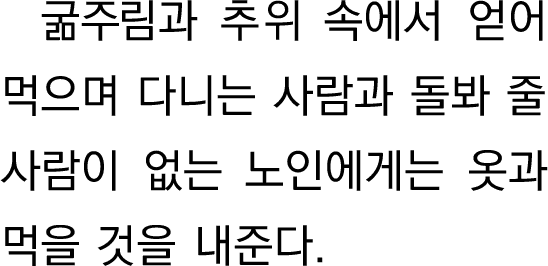 굶주림과 추위 속에서 얻어
먹으며 다니는 사람과 돌봐 줄
사람이 없는 노인에게는 옷과
먹을 것을 내준다.